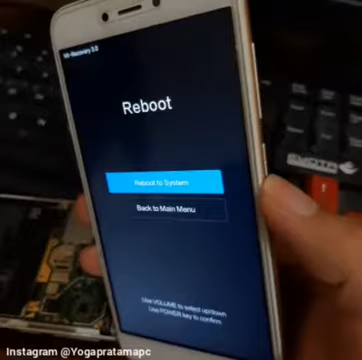 Mi-Recovery 3.0
Reboot
Reboot to System
Back to Main Menu
Use VOLUME to select up/down
Use POWER key to confirm
Instagram @Yogapratamapc